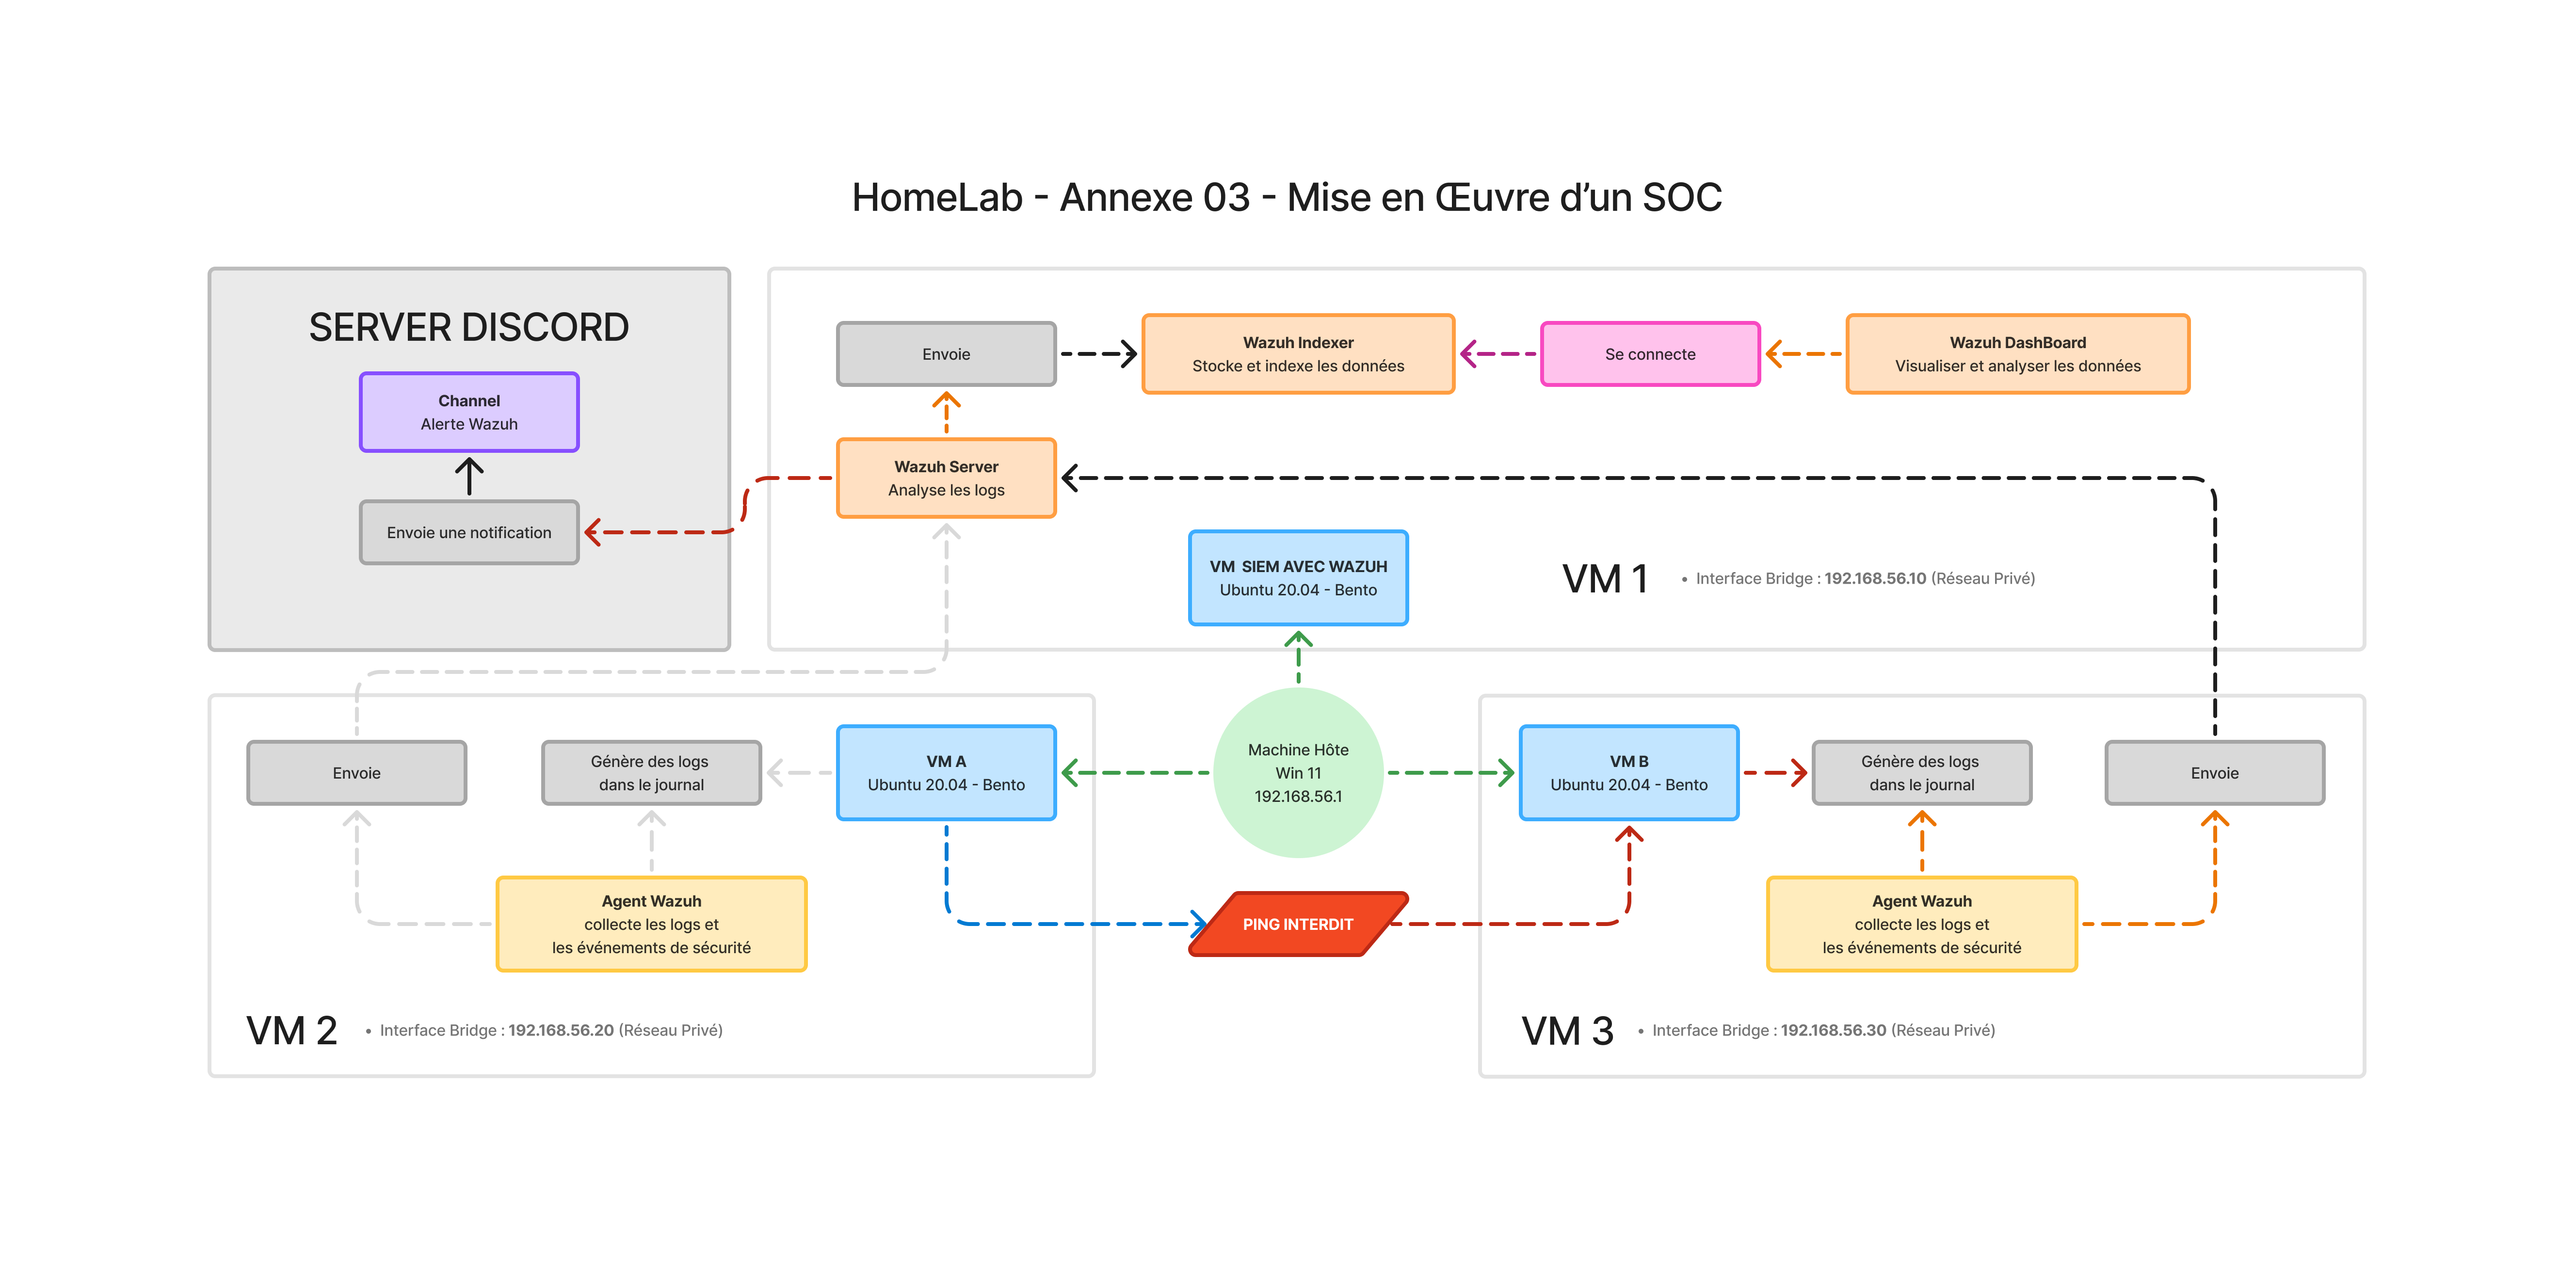 HomeLab - Annexe 03 - Mise en Œuvre d’un SOC
SERVER DISCORD
Channel
Alerte Wazuh
Envoie une notification
Envoie
Wazuh Indexer
Stocke et indexe les données
Se connecte
Wazuh DashBoard
Visualiser et analyser les données
Wazuh Server
Analyse les logs
VM SIEM AVEC WAZUH
Ubuntu 20.04 - Bento
VM 1
• Interface Bridge : 192.168.56.10 (Réseau Privé)
Envoie
Génère des logs
dans le journal
VM A
Ubuntu 20.04 - Bento
Agent Wazuh
collecte les logs et
les événements de sécurité
VM 2
• Interface Bridge : 192.168.56.20 (Réseau Privé)
Machine Hôte
Win 11
192.168.56.1
PING INTERDIT
VM B
Ubuntu 20.04 - Bento
Génère des logs
dans le journal
Envoie
Agent Wazuh
collecte les logs et
les événements de sécurité
VM 3
• Interface Bridge : 192.168.56.30 (Réseau Privé)